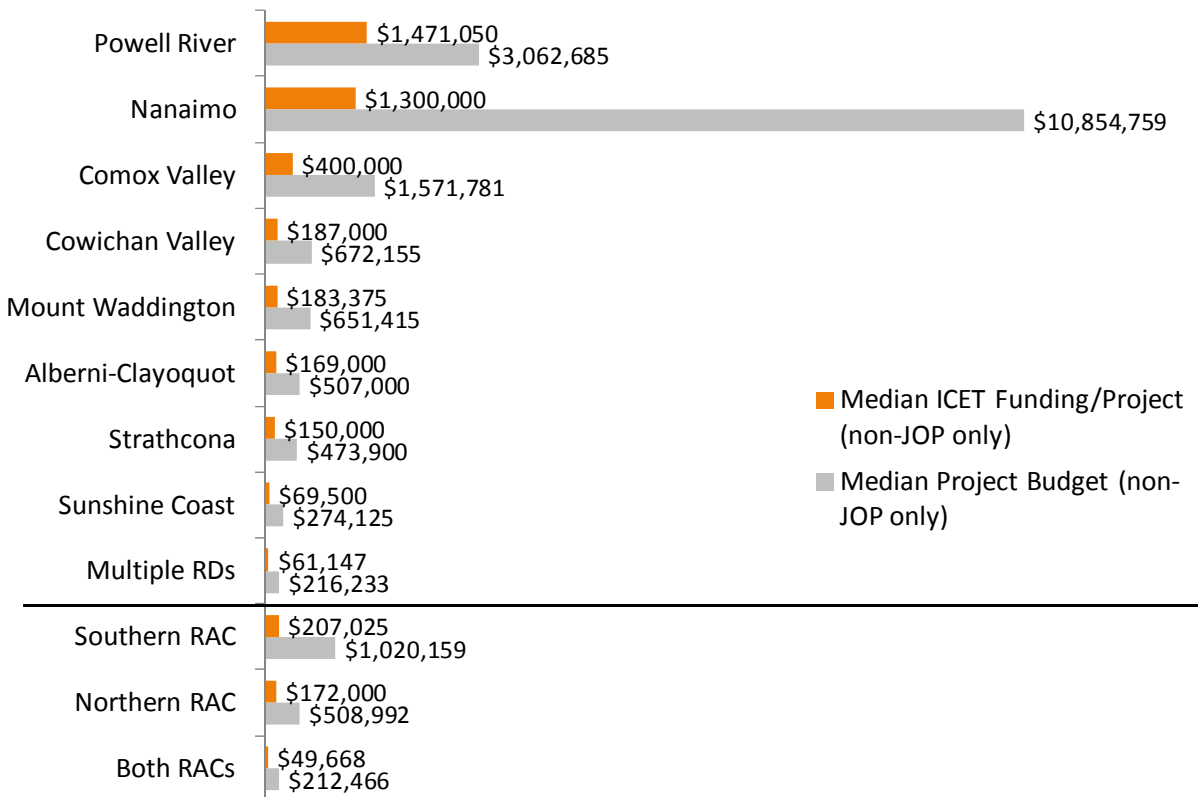 Powell River
$1,471,050
$3,062,685
Nanaimo
$1,300,000
$10,854,759
Comox Valley
$400,000
$1,571,781
Cowichan Valley
$187,000
$672,155
Mount Waddington
$183,375
$651,415
Alberni-Clayoquot
$169,000
$507,000
Strathcona
$150,000
$473,900
Sunshine Coast
$69,500
$274,125
Multiple RDs
$61,147
$216,233
Southern RAC
$207,025
$1,020,159
Northern RAC
$172,000
$508,992
Both RACs
$49,668
$212,466
Median ICET Funding/Project
(non-JOP only)
Median Project Budget (non-
JOP only)